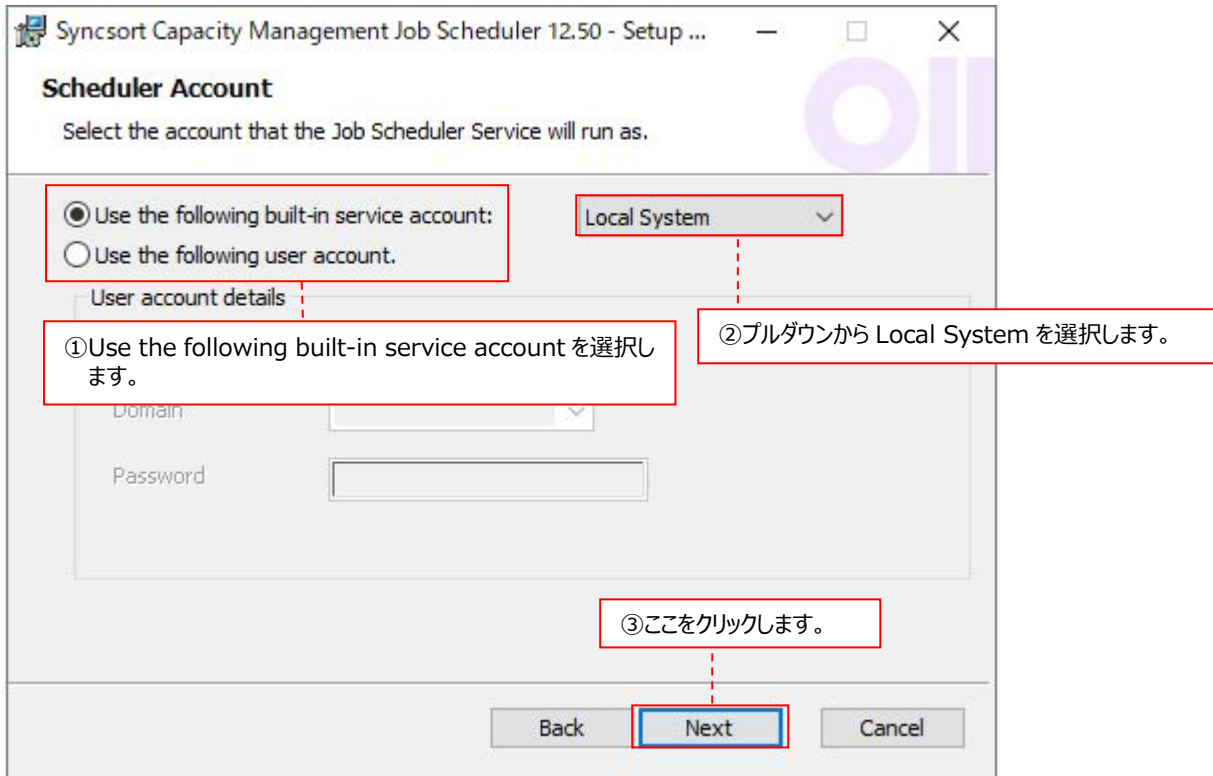 Syncsort Capacity Management Job Scheduler 12.50 - Setup ...
Scheduler Account
Select the account that the Job Scheduler Service will run as.
Use the following built-in service account:
Local System
Use the following user account.
User account details
①Use the following built-in service account を選択し
ます。
②プルダウンから Local System を選択します。
Domain
Password
③ここをクリックします。
Back
Next
Cancel